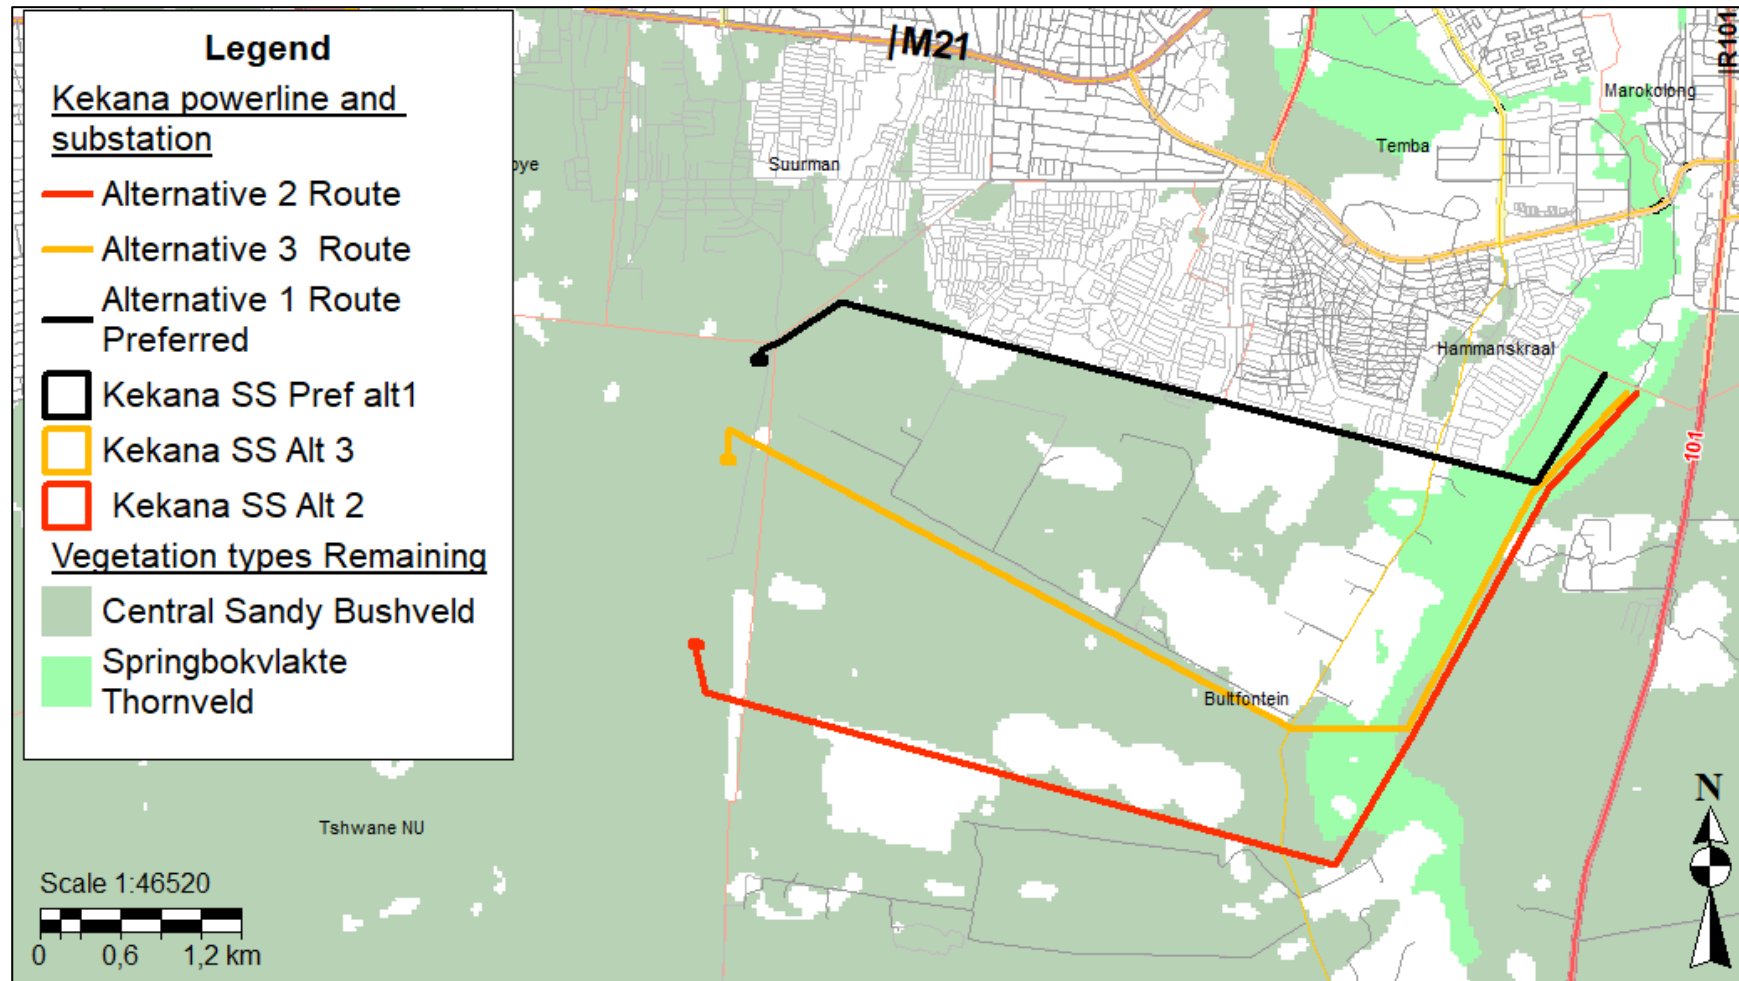 Legend
Kekana powerline and
substation
Alternative 2 Route
Alternative 3 Route
Alternative 1 Route
Preferred
Kekana SS Pref alt1
Kekana SS Alt 3
Kekana SS Alt 2
Vegetation types Remaining
Central Sandy Bushveld
Springbokvlakte
Thornveld
Scale 1:46520
0 0,6 1,2 km
M21
R101
Marokolong
Temba
oye
Suurman
Hammanskraal
101
Bultfontein
Tshwane NU
N